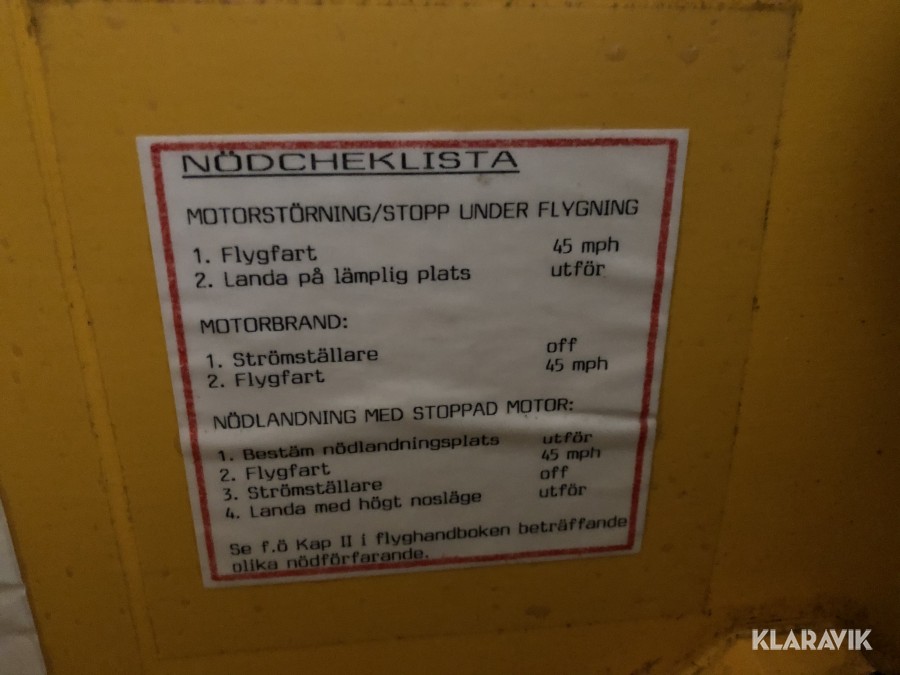 NÖDCHEKLISTA
MOTORSTÖRNING/STOPP UNDER FLYGNING
1. Flygfart 45 mph
2. Landa på lämplig plats utför
MOTORBRAND:
1. Strömställare off
2. Flygfart 45 mph
NÖDLANDNING MED STOPPAD MOTOR:
1. Bestäm nödlandningsplats utför
2. Flygfart 45 mph
3. Strömställare off
4. Landa med högt nosläge utför
Se f.ö Kap II i flyghandboken beträffande
olika nödförfarande.
KLARAVIK